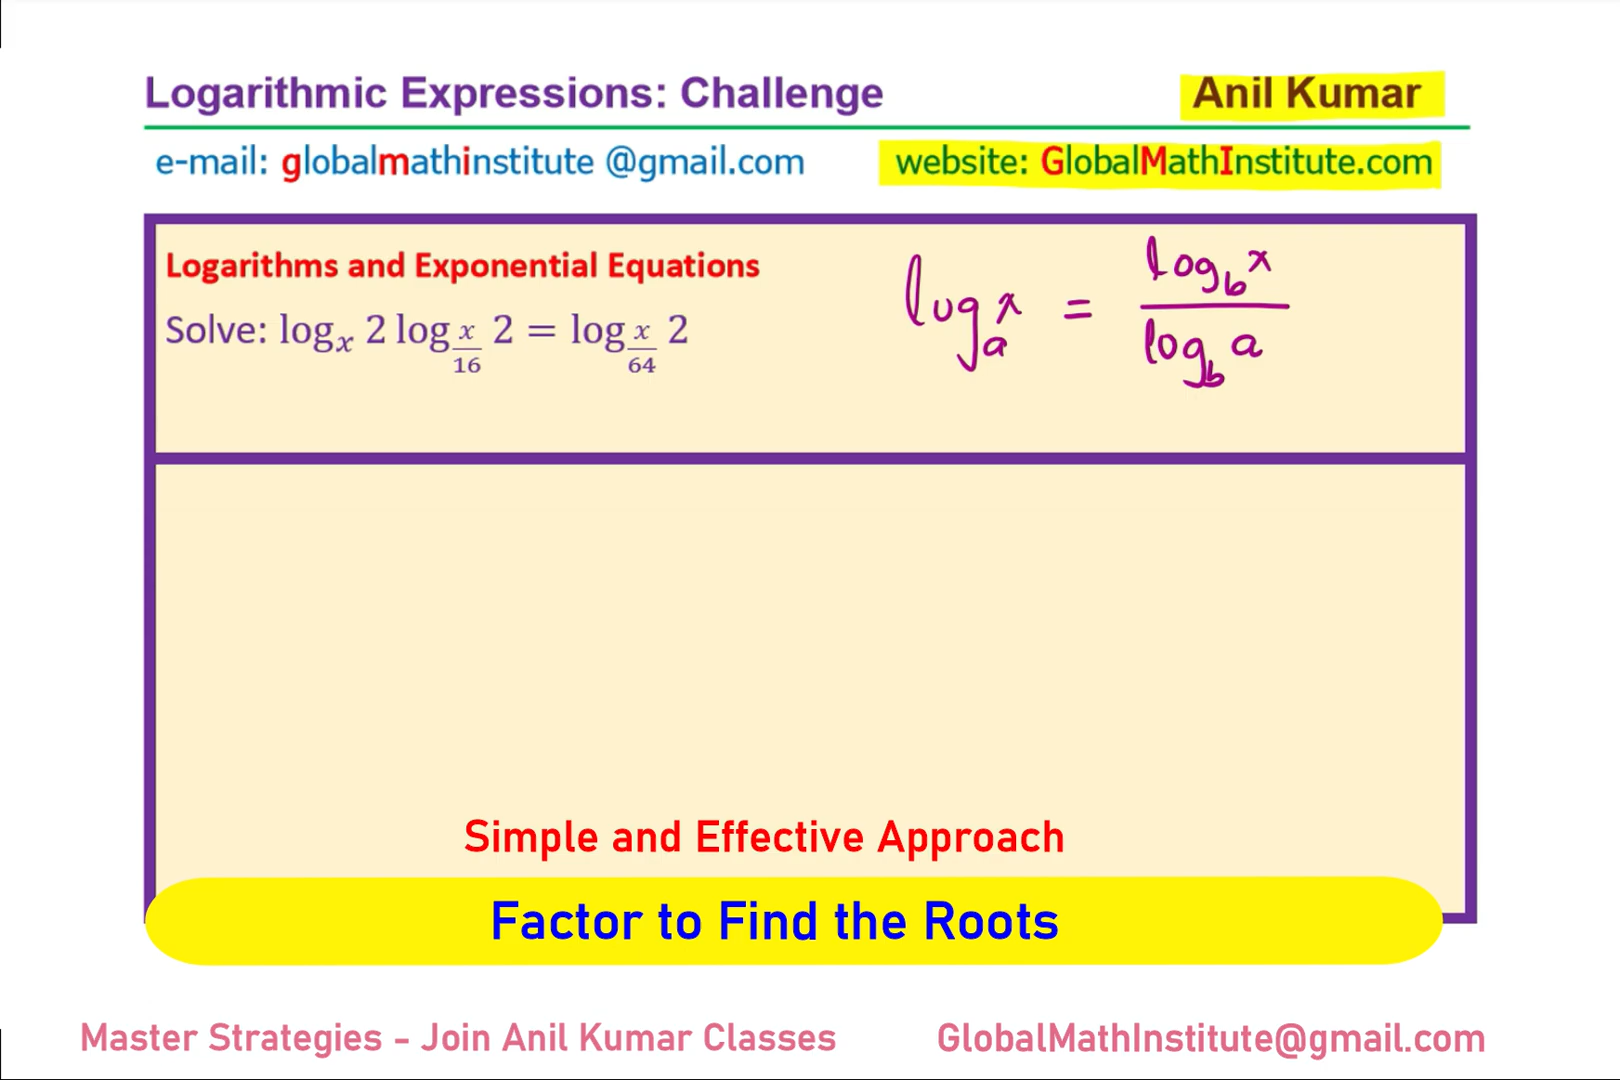 Logarithmic Expressions: Challenge
Anil Kumar
e-mail: globalmathinstitute @gmail.com
website: GlobalMathInstitute.com
Logarithms and Exponential Equations
Solve: log_x 2 log_{x/16} 2 = log_{x/64} 2
log_a x = \frac{log_b x}{log_b a}
Simple and Effective Approach
Factor to Find the Roots
Master Strategies - Join Anil Kumar Classes
GlobalMathInstitute@gmail.com